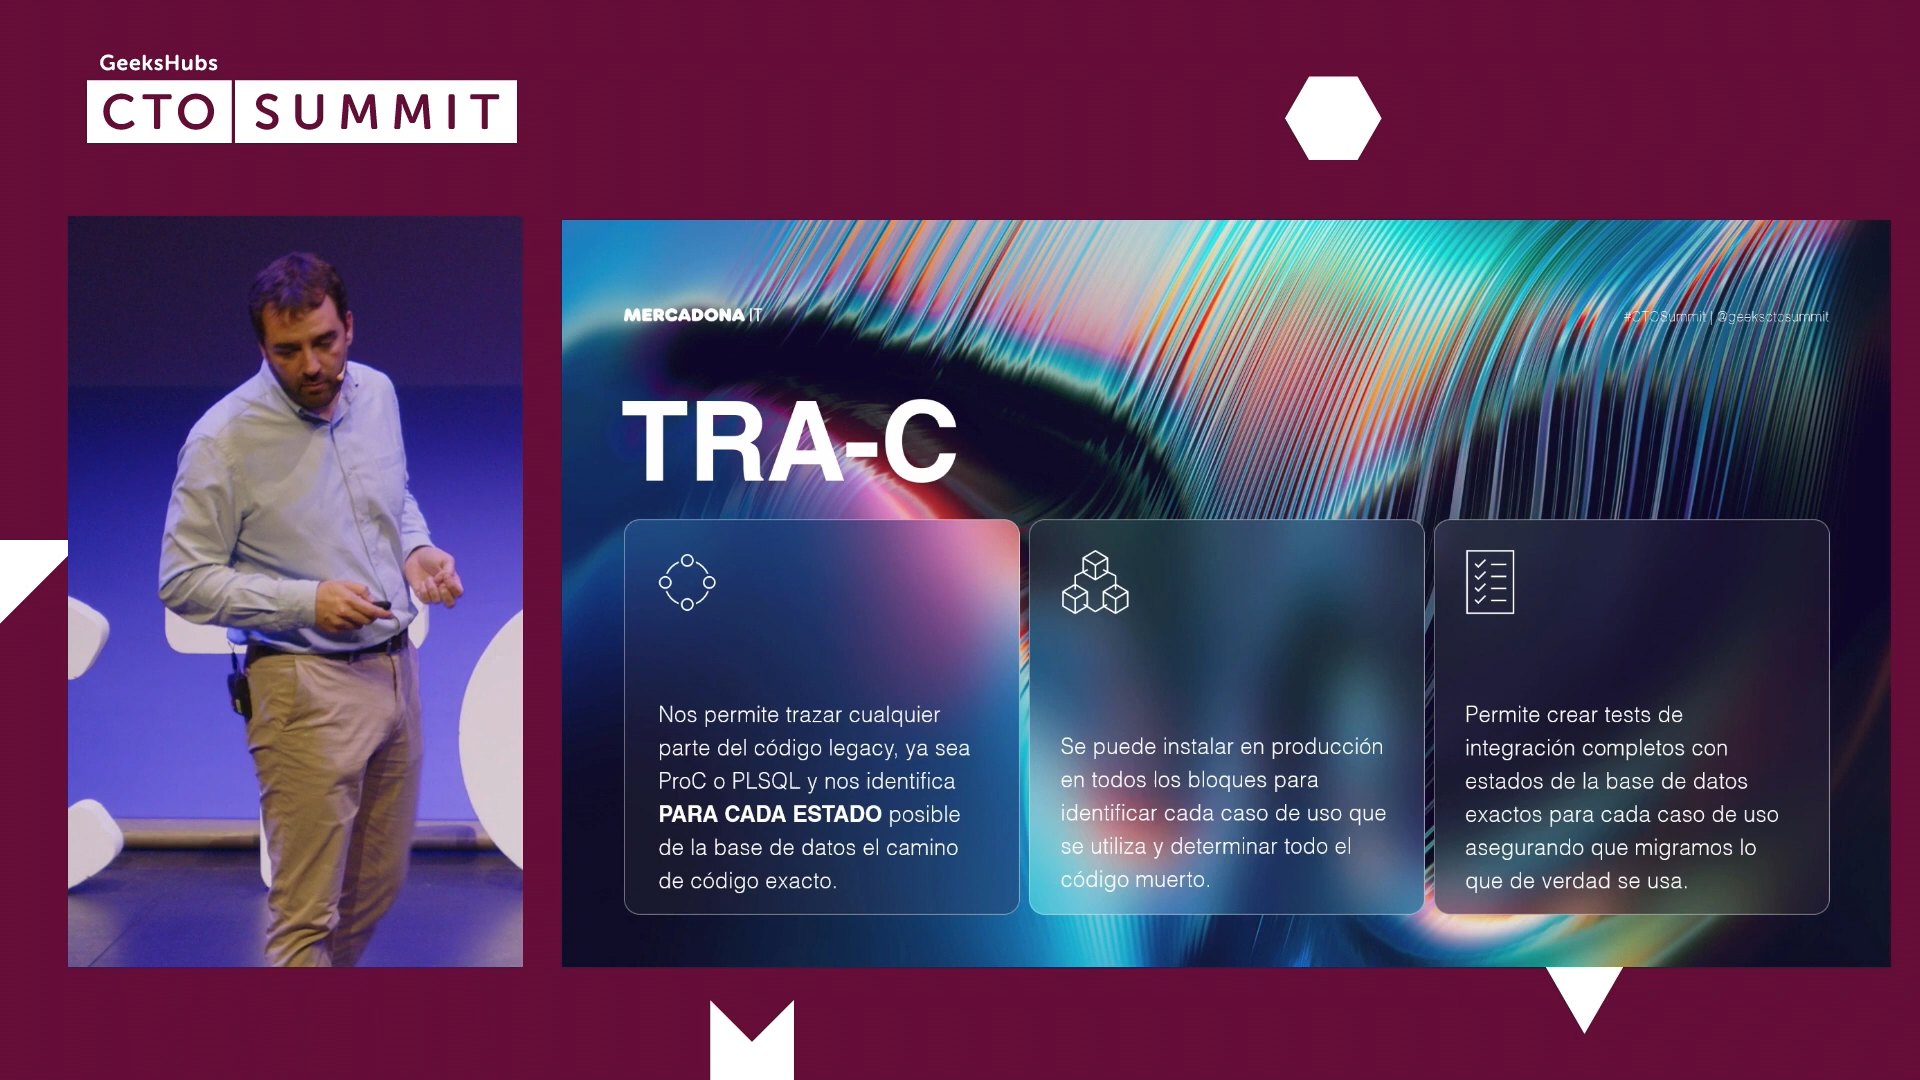 GeeksHubs
CTO SUMMIT
MERCADONA IT
#CTOSummit | @geeksctosummit
TRA-C
Nos permite trazar cualquier
parte del código legacy, ya sea
ProC o PLSQL y nos identifica
PARA CADA ESTADO posible
de la base de datos el camino
de código exacto.
Se puede instalar en producción
en todos los bloques para
identificar cada caso de uso que
se utiliza y determinar todo el
código muerto.
Permite crear tests de
integración completos con
estados de la base de datos
exactos para cada caso de uso
asegurando que migramos lo
que de verdad se usa.